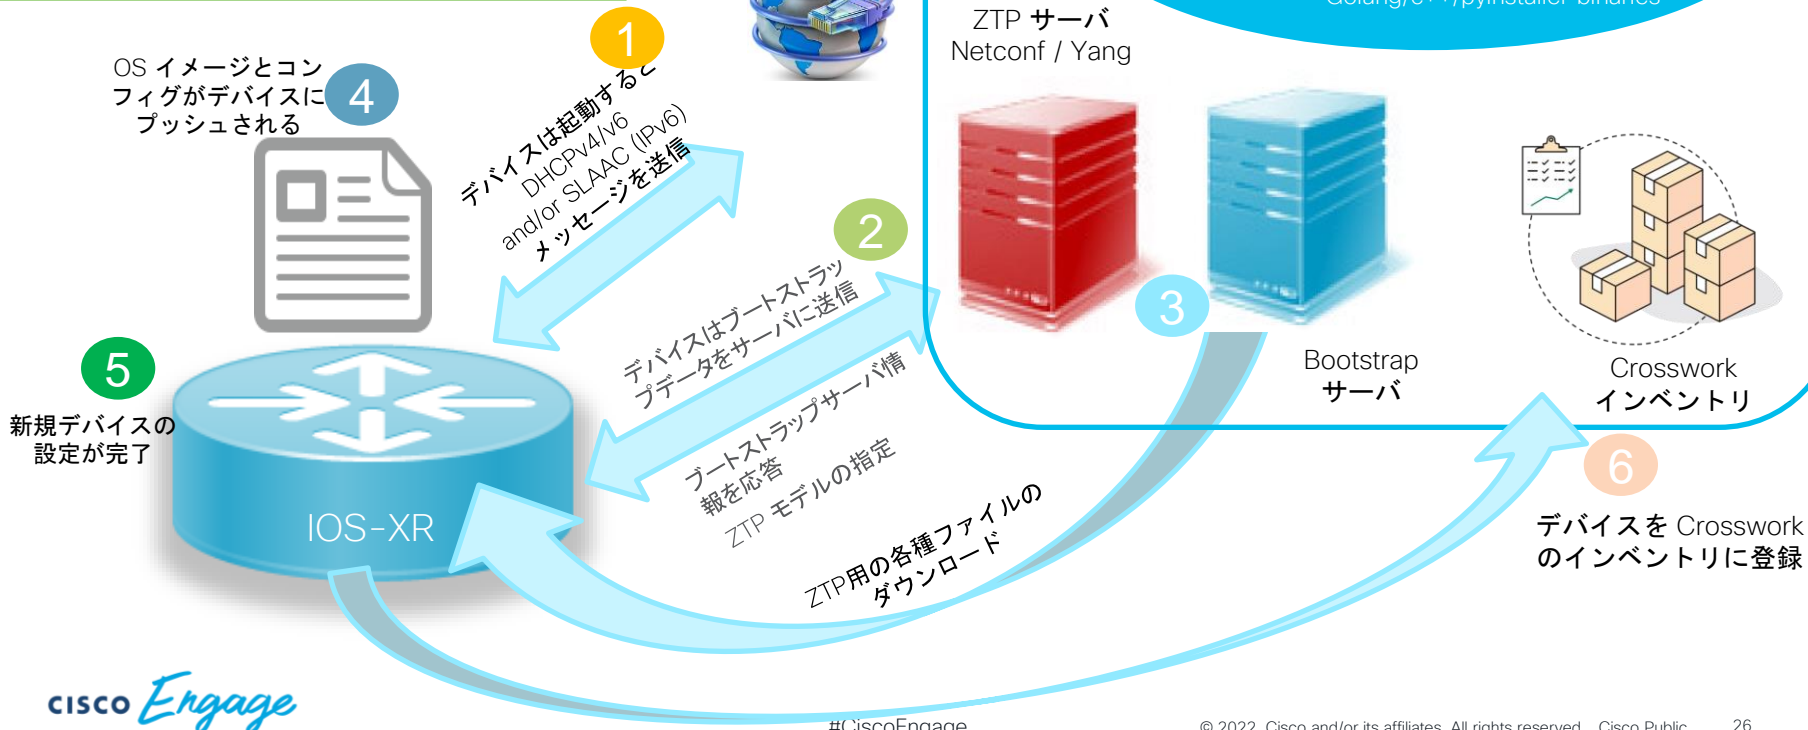 Golang/c++/pyinstaller binaries
ZTP サーバ
Netconf / Yang
1
デバイスは起動すると
DHCPv4/v6
and/or SLAAC (IPv6)
メッセージを送信
OS イメージとコン
フィグがデバイスに
プッシュされる
4
2
デバイスはブートストラッ
プデータをサーバに送信
ブートストラップサーバ情
報を応答
ZTP モデルの指定
3
Bootstrap
サーバ
Crosswork
インベントリ
5
新規デバイスの
設定が完了
IOS-XR
ZTP用の各種ファイルの
ダウンロード
6
デバイスを Crosswork
のインベントリに登録
CISCO Engage
#CiscoEngage
© 2022 Cisco and/or its affiliates. All rights reserved. Cisco Public
26